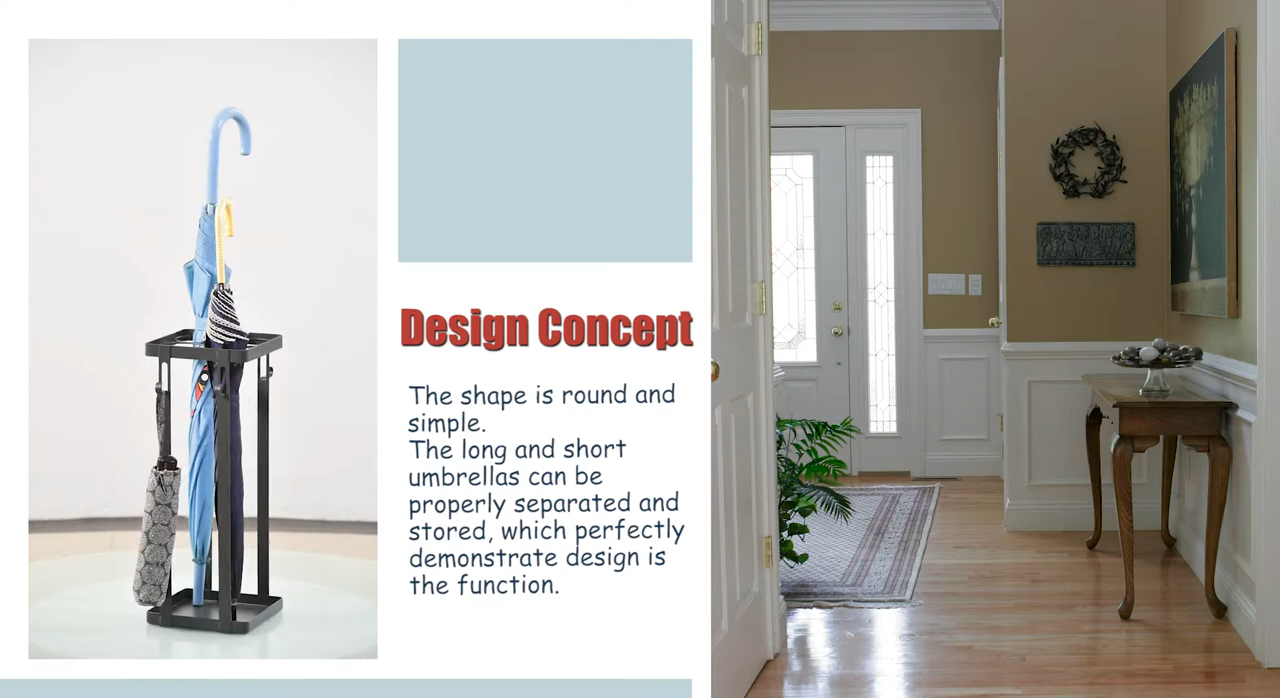 Design Concept
The shape is round and
simple.
The long and short
umbrellas can be
properly separated and
stored, which perfectly
demonstrate design is
the function.